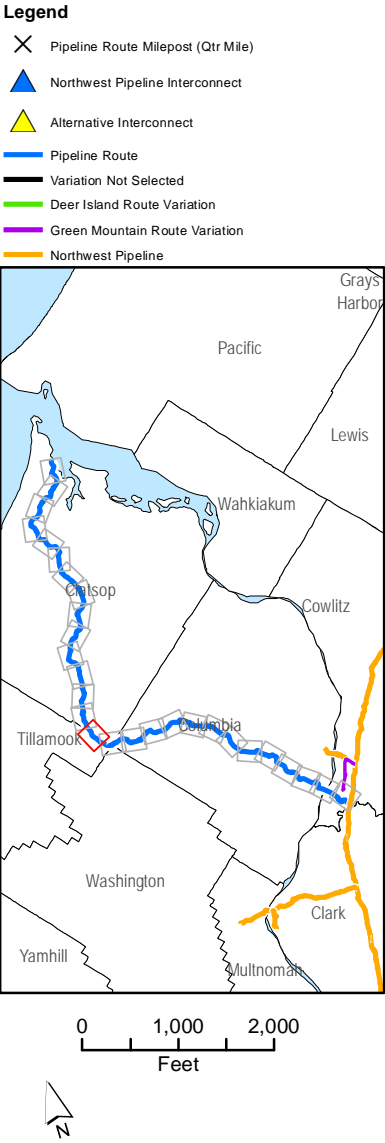 Legend
Pipeline Route Milepost (Qtr Mile)
Northwest Pipeline Interconnect
Alternative Interconnect
Pipeline Route
Variation Not Selected
Deer Island Route Variation
Green Mountain Route Variation
Northwest Pipeline
Grays
Harbor
Pacific
Lewis
Wahkiakum
Clatsop
Cowlitz
Columbia
Tillamook
Washington
Clark
Yamhill
Multnomah
0 1,000 2,000
Feet
N